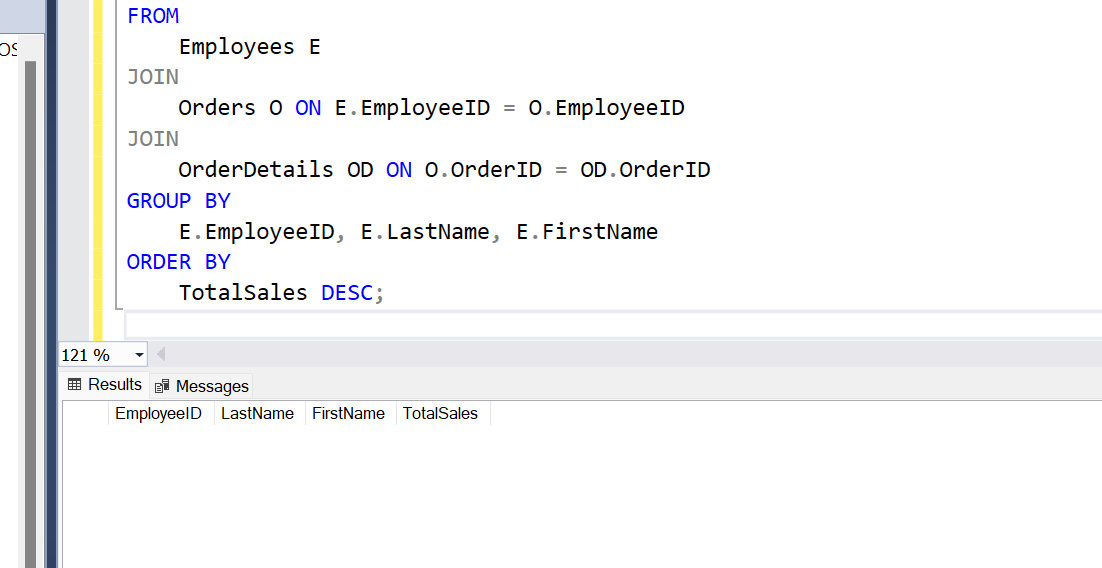 OS
FROM
Employees E
JOIN
Orders O ON E.EmployeeID = O.EmployeeID
JOIN
OrderDetails OD ON O.OrderID = OD.OrderID
GROUP BY
E.EmployeeID, E.LastName, E.FirstName
ORDER BY
TotalSales DESC;
121 %
Results Messages
EmployeeID LastName FirstName TotalSales